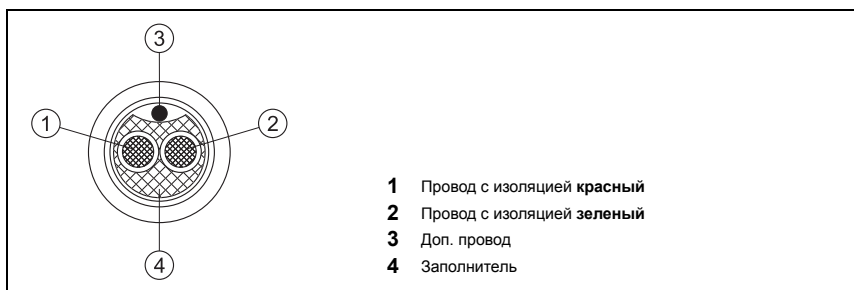 3
1
2
4
1 Провод с изоляцией красный
2 Провод с изоляцией зеленый
3 Доп. провод
4 Заполнитель